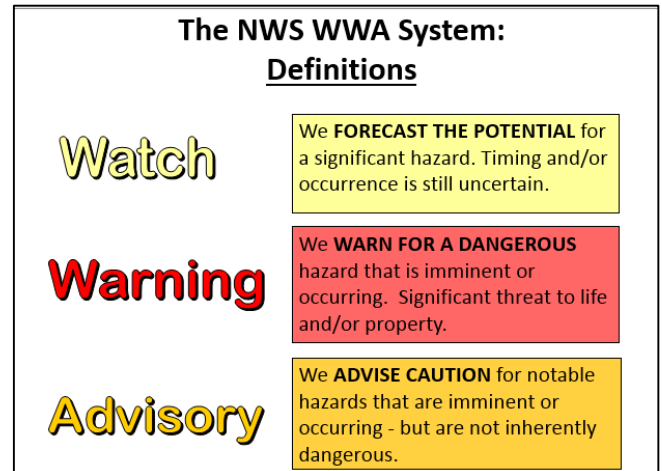 The NWS WWA System:
Definitions
Watch
We FORECAST THE POTENTIAL for
a significant hazard. Timing and/or
occurrence is still uncertain.
Warning
We WARN FOR A DANGEROUS
hazard that is imminent or
occurring.  Significant threat to life
and/or property.
Advisory
We ADVISE CAUTION for notable
hazards that are imminent or
occurring - but are not inherently
dangerous.